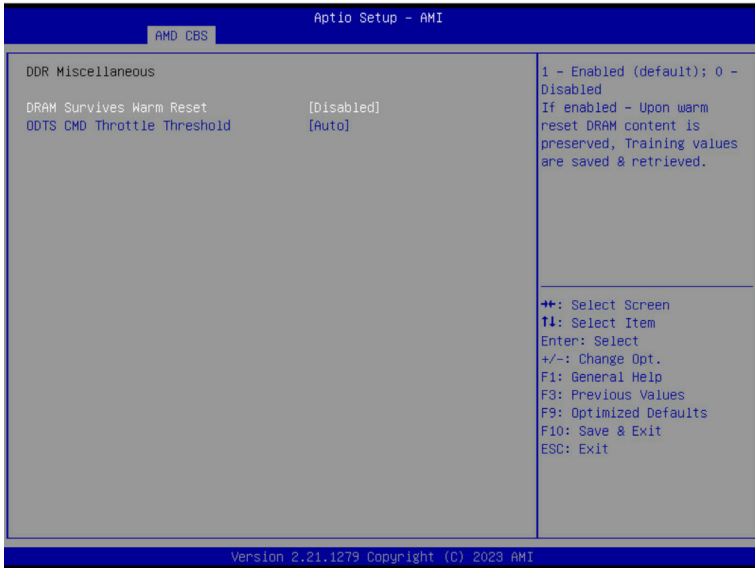 Aptio Setup - AMI
AMD CBS
DDR Miscellaneous
DRAM Survives Warm Reset [Disabled]
ODTS CMD Throttle Threshold [Auto]
1 - Enabled (default); 0 -
Disabled
If enabled - Upon warm
reset DRAM content is
preserved, Training values
are saved & retrieved.
→←: Select Screen
↑↓: Select Item
Enter: Select
+/-: Change Opt.
F1: General Help
F3: Previous Values
F9: Optimized Defaults
F10: Save & Exit
ESC: Exit
Version 2.21.1279 Copyright (C) 2023 AMI